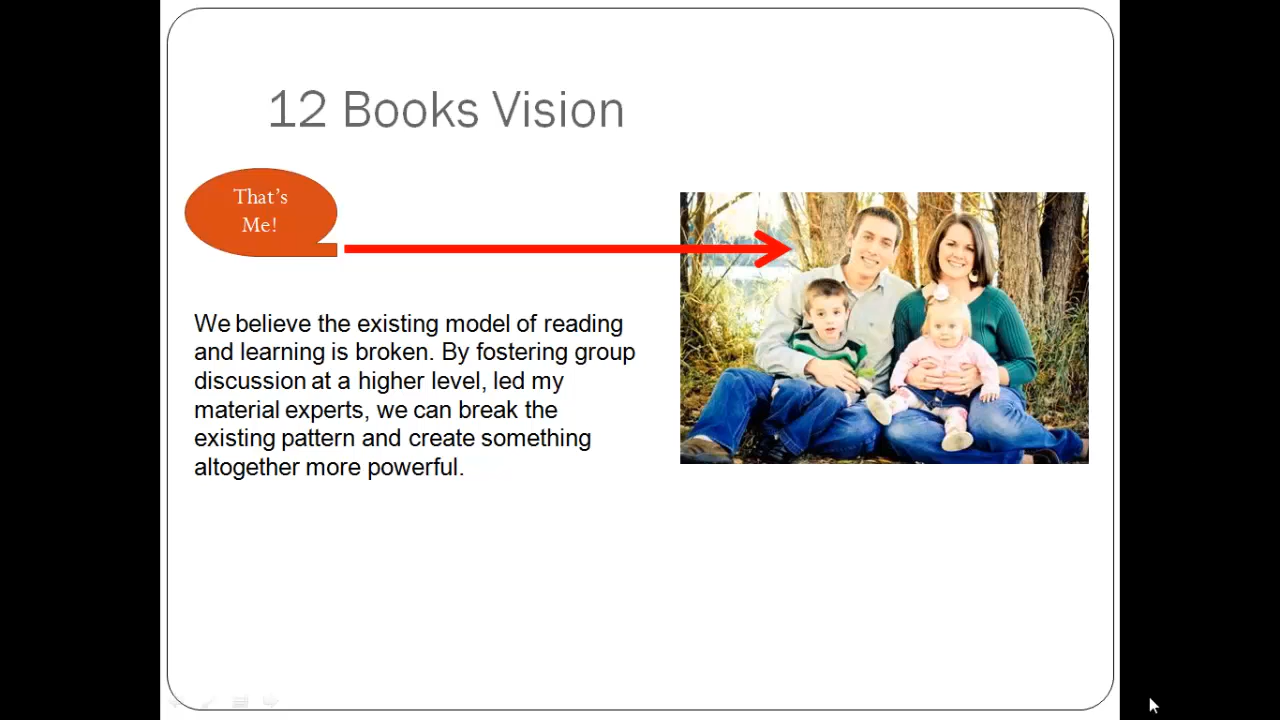 12 Books Vision
That's
Me!
We believe the existing model of reading
and learning is broken. By fostering group
discussion at a higher level, led my
material experts, we can break the
existing pattern and create something
altogether more powerful.